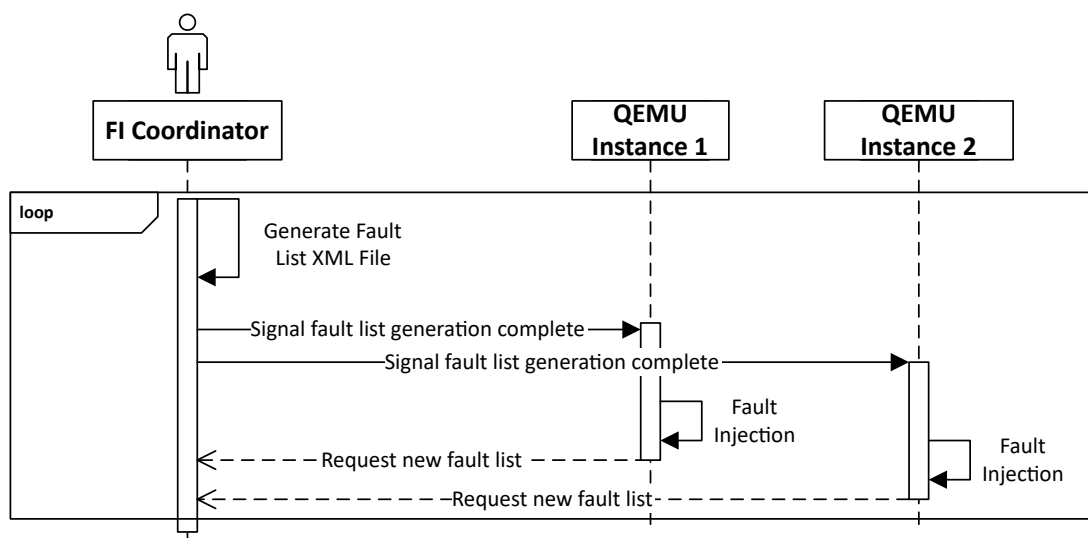 FI Coordinator
QEMU
Instance 1
QEMU
Instance 2
loop
Generate Fault
List XML File
Signal fault list generation complete
Signal fault list generation complete
Fault
Injection
Fault
Injection
Request new fault list
Request new fault list